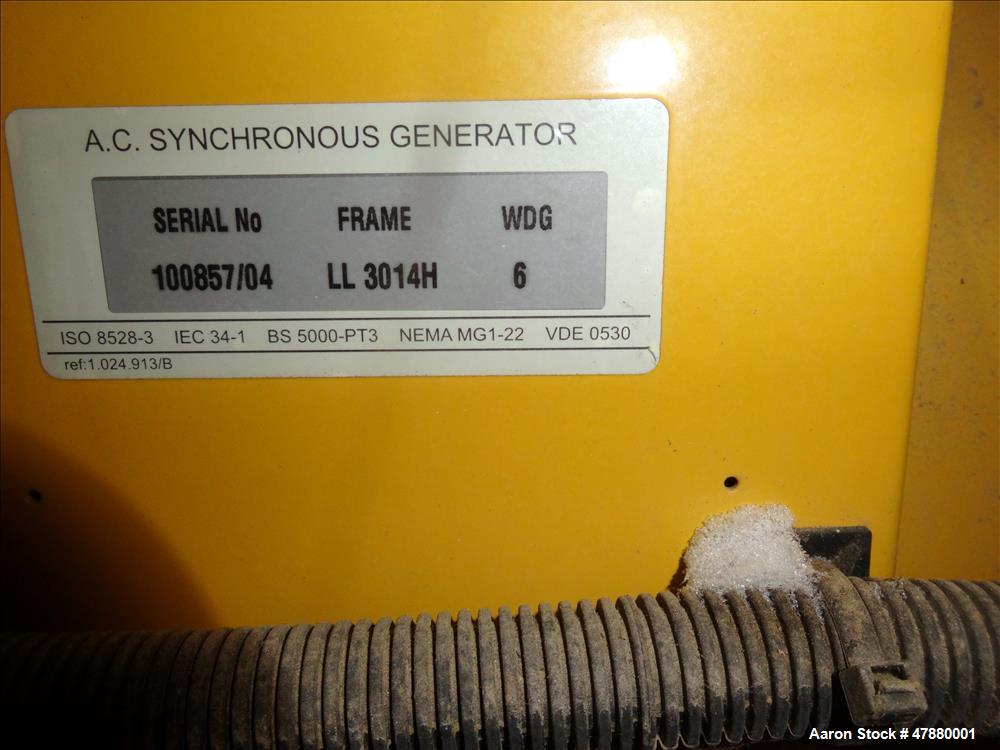 A.C. SYNCHRONOUS GENERATOR
SERIAL No FRAME WDG
100857/04 LL 3014H 6
ISO 8528-3 IEC 34-1 BS 5000-PT3 NEMA MG1-22 VDE 0530
ref:1.024.913/B
Aaron Stock # 47880001